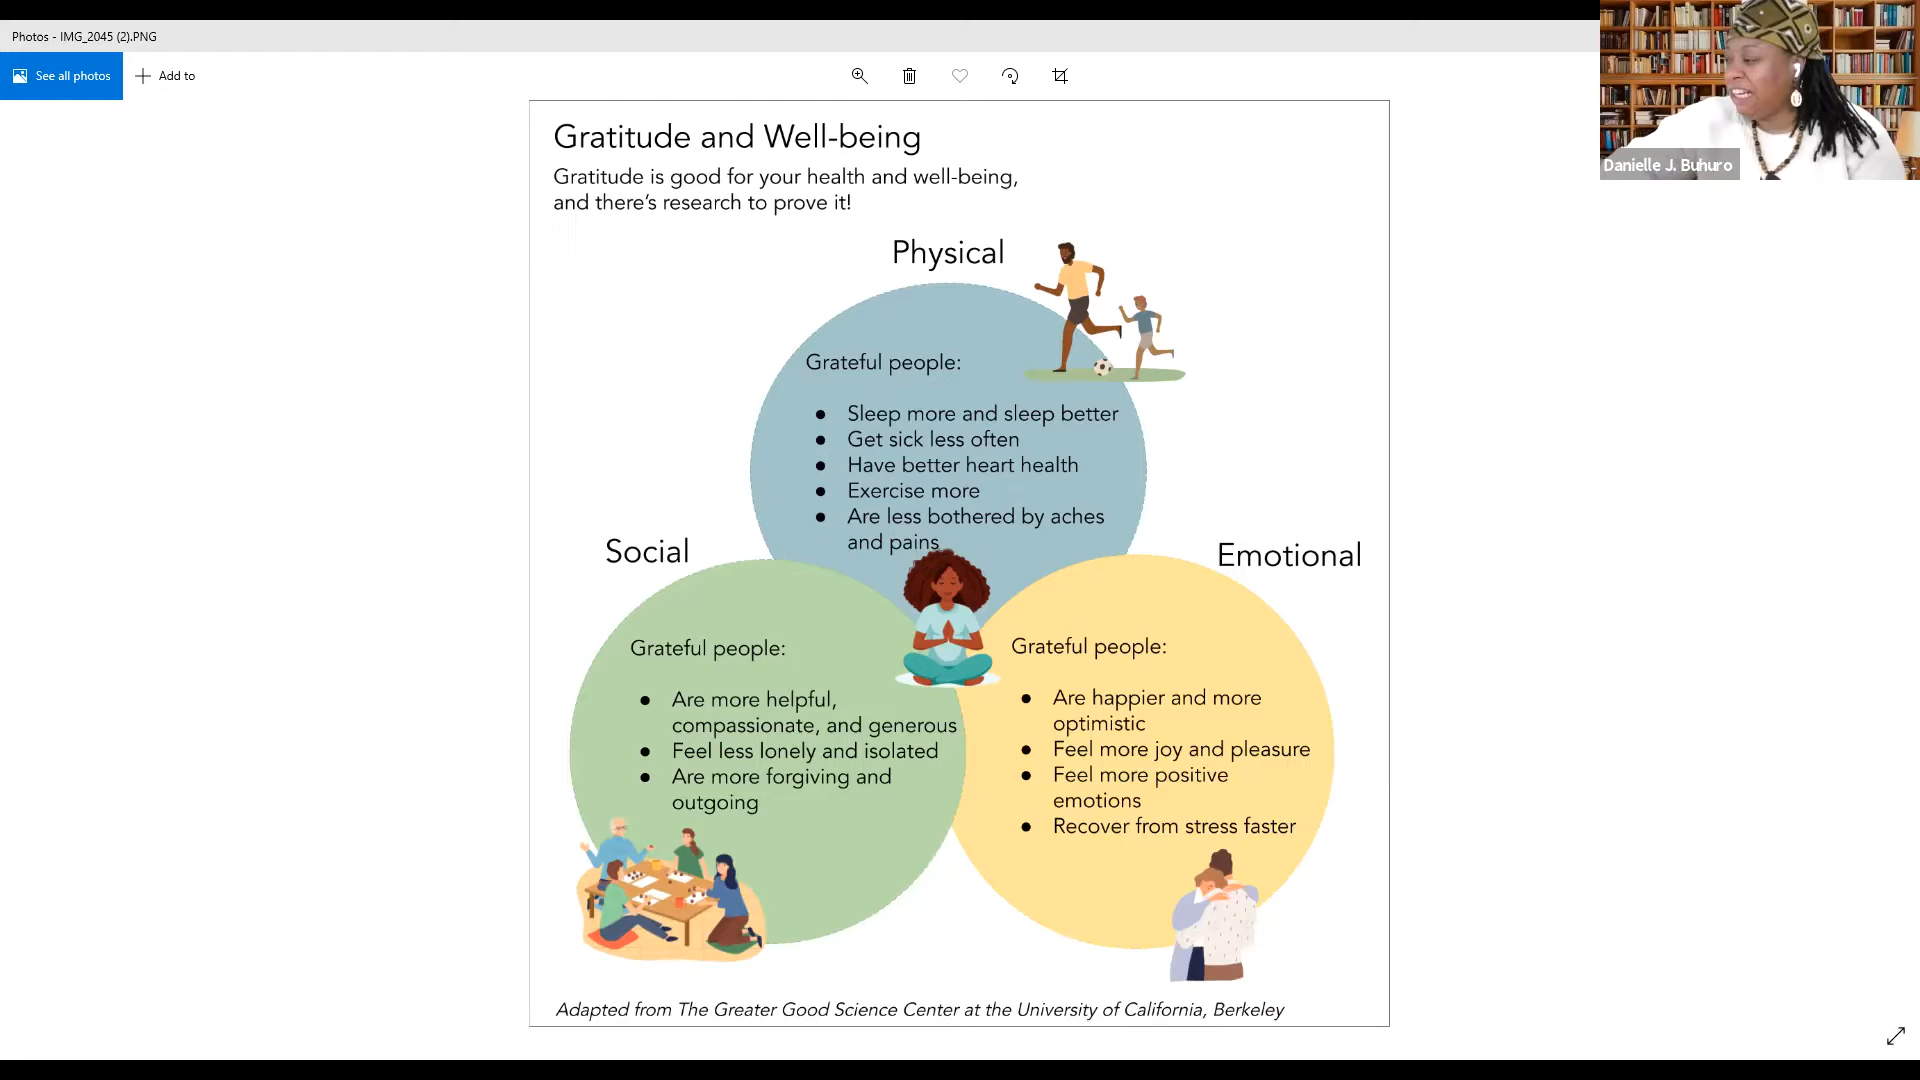 Photos - IMG_2045 (2).PNG
See all photos
Add to
Danielle J. Buhuro
Gratitude and Well-being
Gratitude is good for your health and well-being,
and there's research to prove it!
Physical
Grateful people:
● Sleep more and sleep better
● Get sick less often
● Have better heart health
● Exercise more
● Are less bothered by aches
and pains
Social
Grateful people:
● Are more helpful,
compassionate, and generous
● Feel less lonely and isolated
● Are more forgiving and
outgoing
Emotional
Grateful people:
● Are happier and more
optimistic
● Feel more joy and pleasure
● Feel more positive
emotions
● Recover from stress faster
Adapted from The Greater Good Science Center at the University of California, Berkeley